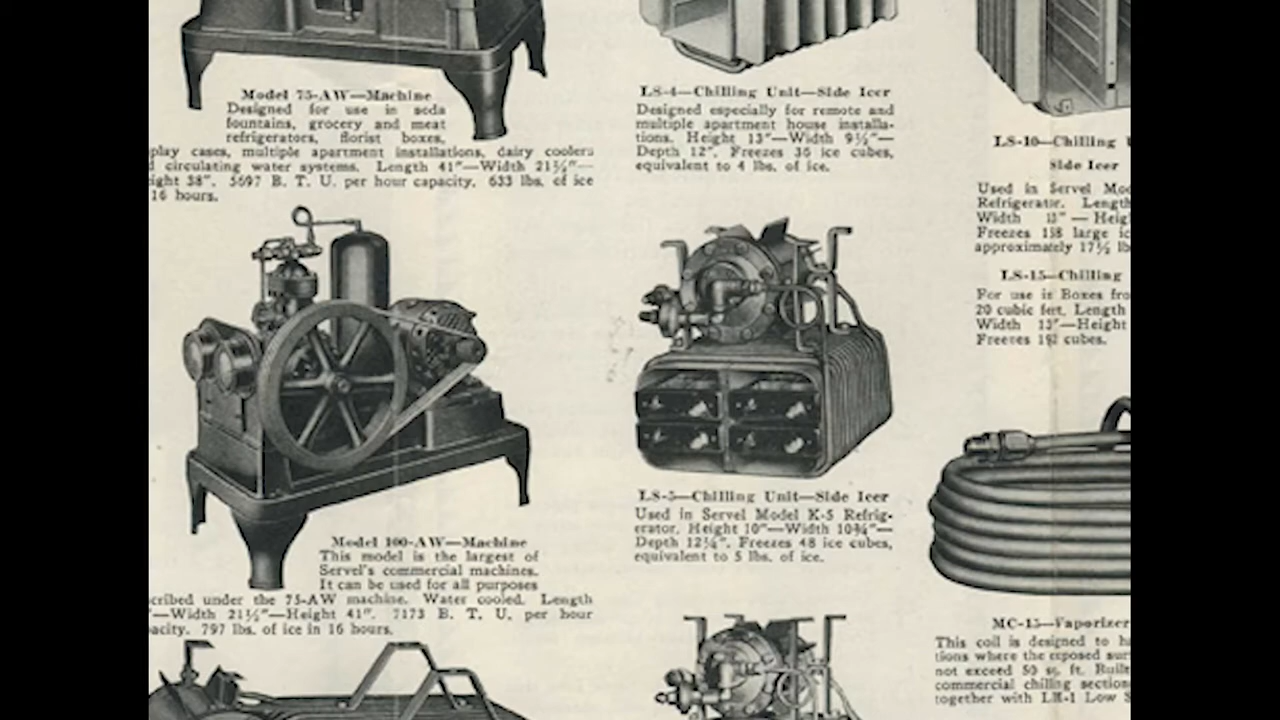 Model 75-AW—Machine
Designed for use in soda
fountains, grocery and meat
refrigerators, florist boxes,
play cases, multiple apartment installations, dairy coolers
circulating water systems. Length 41"—Width 21½"—
ight 38". 5697 B. T. U. per hour capacity. 633 lbs. of ice
16 hours.
Model 100-AW—Machine
This model is the largest of
Servel's commercial machines.
It can be used for all purposes
cribed under the 75-AW machine. Water cooled. Length
"—Width 21½"—Height 41". 7173 B. T. U. per hour
acity. 797 lbs. of ice in 16 hours.
LS-4—Chilling Unit—Side Icer
Designed especially for remote and
multiple apartment house installa-
tions. Height 13"—Width 9½"—
Depth 12". Freezes 36 ice cubes,
equivalent to 4 lbs. of ice.
LS-5—Chilling Unit—Side Icer
Used in Servel Model K-5 Refrig-
erator. Height 10"—Width 10¾"—
Depth 12¼". Freezes 48 ice cubes,
equivalent to 5 lbs. of ice.
LS-10—Chilling
Side Icer
Used in Servel Mod
Refrigerator. Length
Width 13"—Heig
Freezes 158 large ic
approximately 17½ lb
LS-15—Chilling
For use in Boxes fro
20 cubic feet. Length
Width 13"—Height
Freezes 192 cubes.
MC-15—Vaporizer
This coil is designed to ha
tions where the exposed sur
not exceed 50 sq. ft. Built
commercial chilling section
together with LH-1 Low S